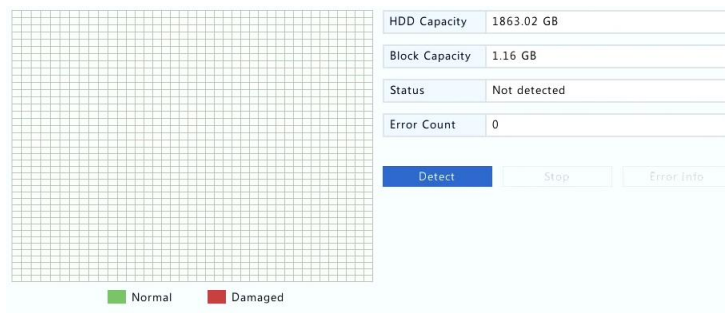 HDD Capacity 1863.02 GB
Block Capacity 1.16 GB
Status Not detected
Error Count 0
Detect Stop Error info
Normal Damaged